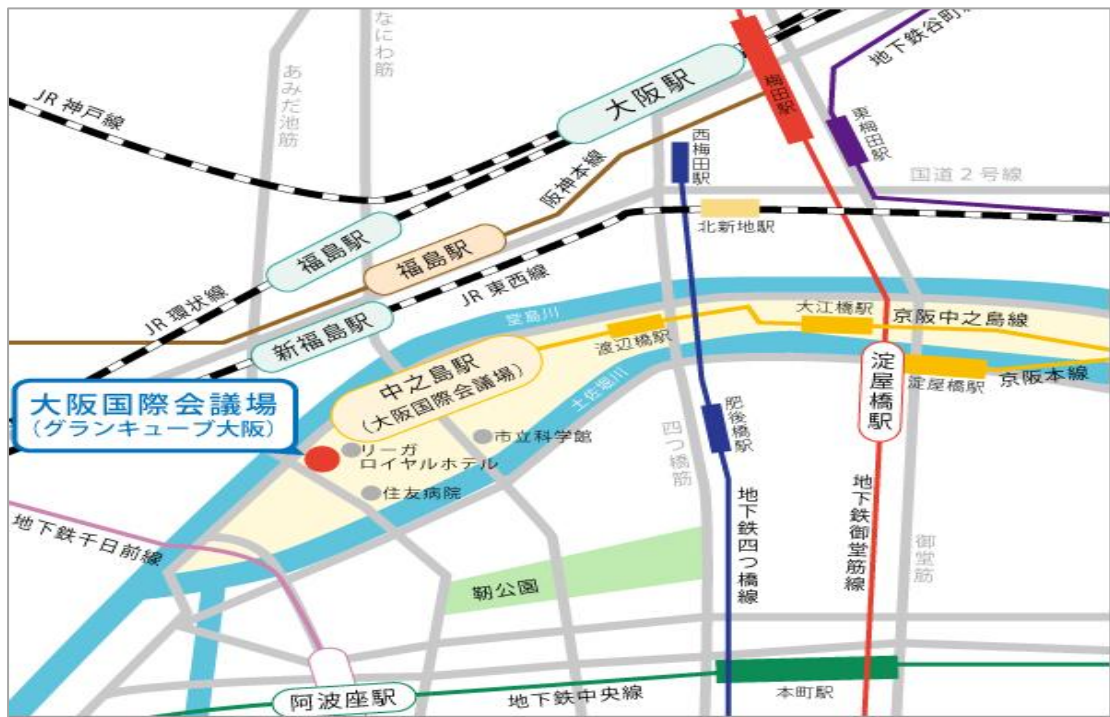 なにわ筋
あみだ池筋
JR 神戸線
大阪駅
梅田駅
地下鉄谷町
東梅田駅
西梅田駅
国道2号線
阪神本線
北新地駅
福島駅
福島駅
JR 東西線
JR 環状線
新福島駅
堂島川
大江橋駅
京阪中之島線
渡辺橋駅
中之島駅
(大阪国際会議場)
土佐堀川
淀屋橋駅
淀屋橋駅
京阪本線
大阪国際会議場
(グランキューブ大阪)
リーガ
ロイヤルホテル
市立科学館
住友病院
肥後橋駅
四つ橋筋
地下鉄四つ橋線
地下鉄御堂筋線
御堂筋
地下鉄千日前線
靭公園
阿波座駅
地下鉄中央線
本町駅